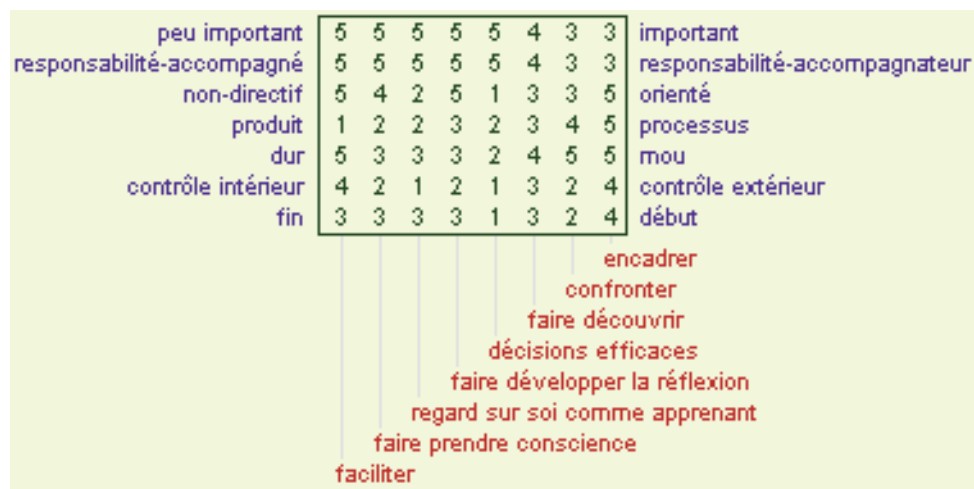 peu important 5 5 5 5 5 4 3 3 important
responsabilité-accompagné 5 5 5 5 5 4 3 3 responsabilité-accompagnateur
non-directif 5 4 2 5 1 3 3 5 orienté
produit 1 2 2 3 2 3 4 5 processus
dur 5 3 3 3 2 4 5 5 mou
contrôle intérieur 4 2 1 2 1 3 2 4 contrôle extérieur
fin 3 3 3 3 1 3 2 4 début
encadrer
confronter
faire découvrir
décisions efficaces
faire développer la réflexion
regard sur soi comme apprenant
faire prendre conscience
faciliter